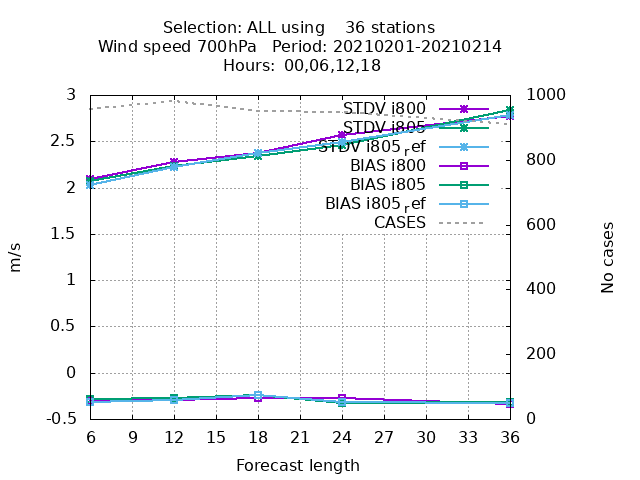 Selection: ALL using    36 stations
Wind speed 700hPa   Period: 20210201-20210214
Hours: 00,06,12,18
3
2.5
2
1.5
1
0.5
0
-0.5
m/s
1000
800
600
400
200
0
No cases
STDV i800
STDV i805
STDV i805ref
BIAS i800
BIAS i805
BIAS i805ref
CASES
6 9 12 15 18 21 24 27 30 33 36
Forecast length